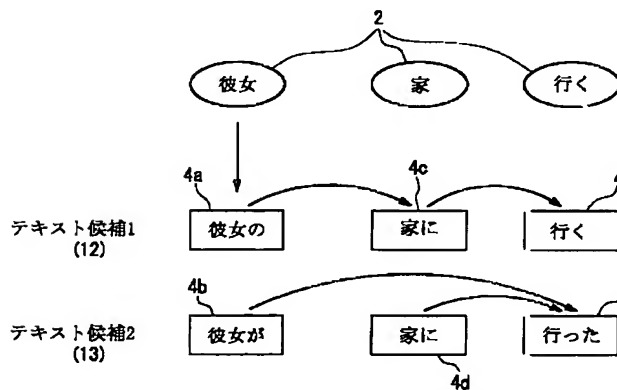 2
彼女 家 行く
4a 4c 4
テキスト候補1 彼女の 家に 行く
(12)
4b
テキスト候補2 彼女が 家に 行った
(13)
4d